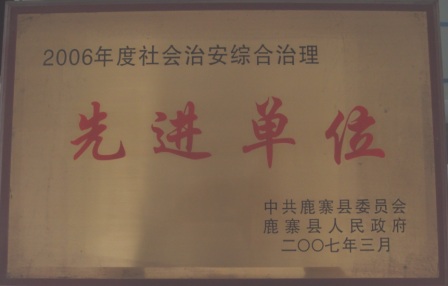 2006年度社会治安综合治理
先进单位
中共鹿寨县委员会
鹿寨县人民政府
二〇〇七年三月